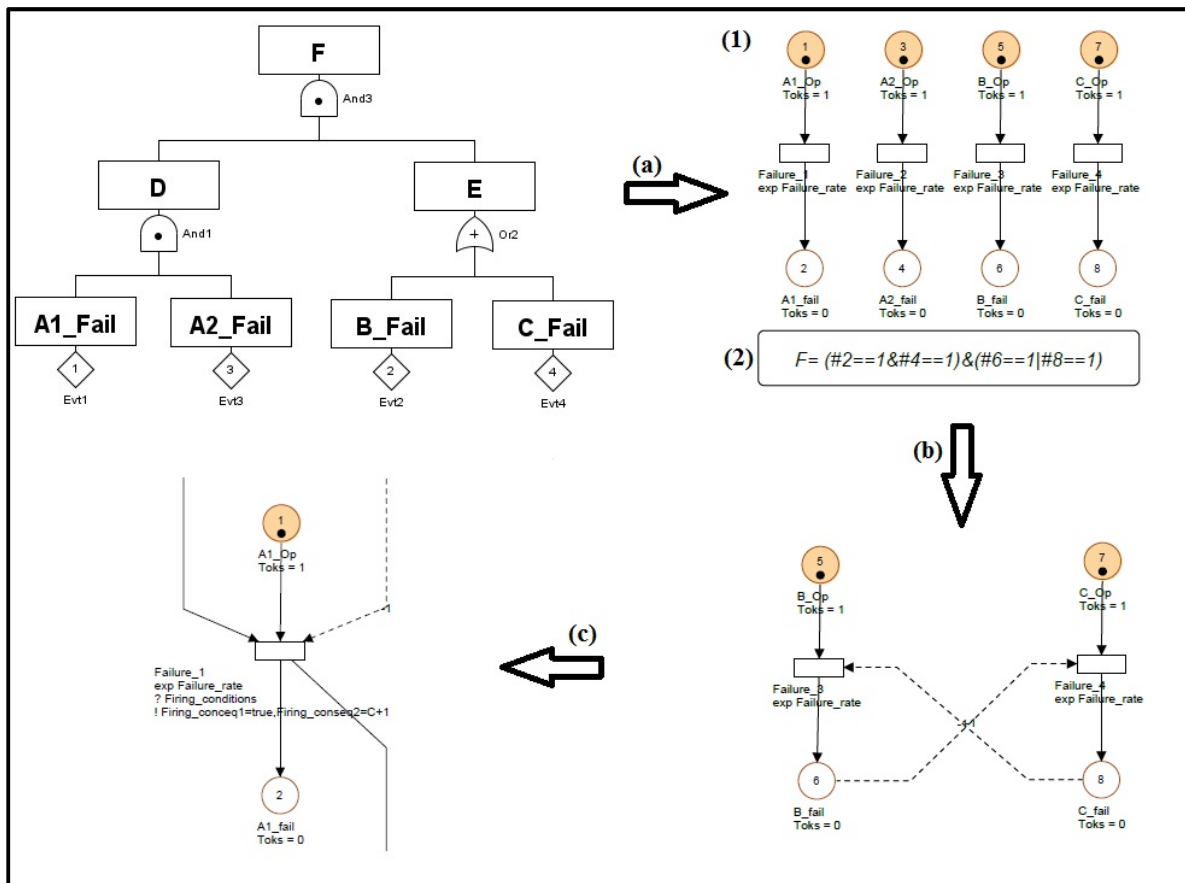 F
And3
D
E
And1
Or2
A1_Fail
A2_Fail
B_Fail
C_Fail
1
3
2
4
Evt1
Evt3
Evt2
Evt4
(a)
(1)
1
3
5
7
A1_Op
Toks = 1
A2_Op
Toks = 1
B_Op
Toks = 1
C_Op
Toks = 1
Failure_1
exp Failure_rate
Failure_2
exp Failure_rate
Failure_3
exp Failure_rate
Failure_4
exp Failure_rate
2
4
6
8
A1_fail
Toks = 0
A2_fail
Toks = 0
B_fail
Toks = 0
C_fail
Toks = 0
(2)
F= (#2==1&#4==1)&(#6==1|#8==1)
(b)
5
B_Op
Toks = 1
7
C_Op
Toks = 1
Failure_3
exp Failure_rate
Failure_4
exp Failure_rate
6
B_fail
Toks = 0
8
C_fail
Toks = 0
(c)
1
A1_Op
Toks = 1
Failure_1
exp Failure_rate
? Firing_conditions
! Firing_conceq1=true,Firing_conseq2=C+1
2
A1_fail
Toks = 0